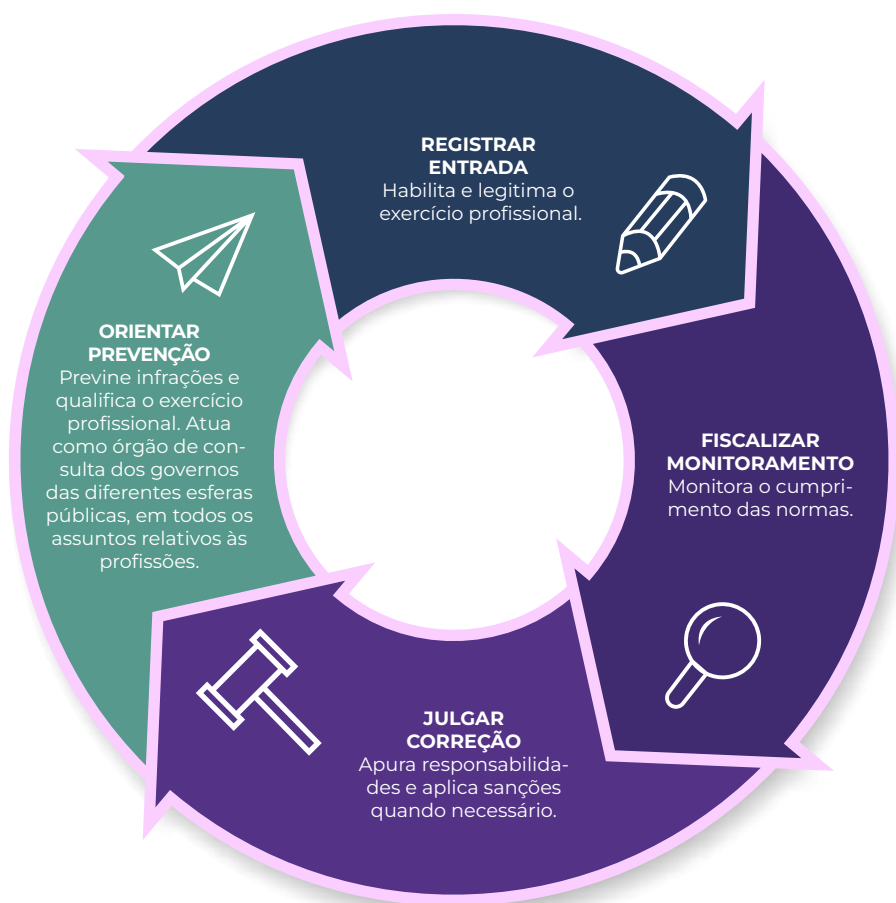 REGISTRAR
ENTRADA
Habilita e legitima o
exercício profissional.
FISCALIZAR
MONITORAMENTO
Monitora o cumpri-
mento das normas.
JULGAR
CORREÇÃO
Apura responsabilida-
des e aplica sanções
quando necessário.
ORIENTAR
PREVENÇÃO
Previne infrações e
qualifica o exercício
profissional. Atua
como órgão de con-
sulta dos governos
das diferentes esferas
públicas, em todos os
assuntos relativos às
profissões.